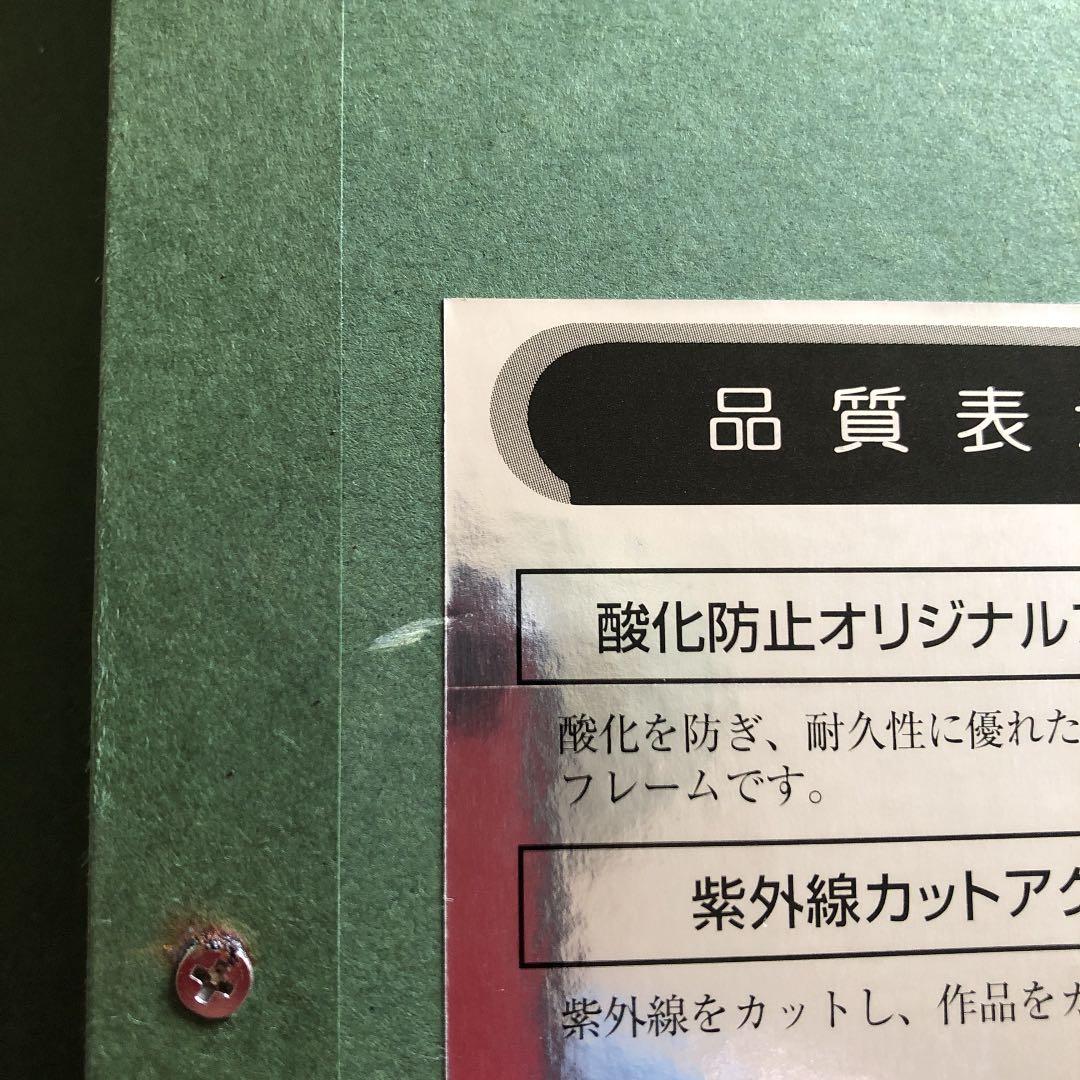 品質表
酸化防止オリジナル
酸化を防ぎ、耐久性に優れた
フレームです。
紫外線カットアク
紫外線をカットし、作品を